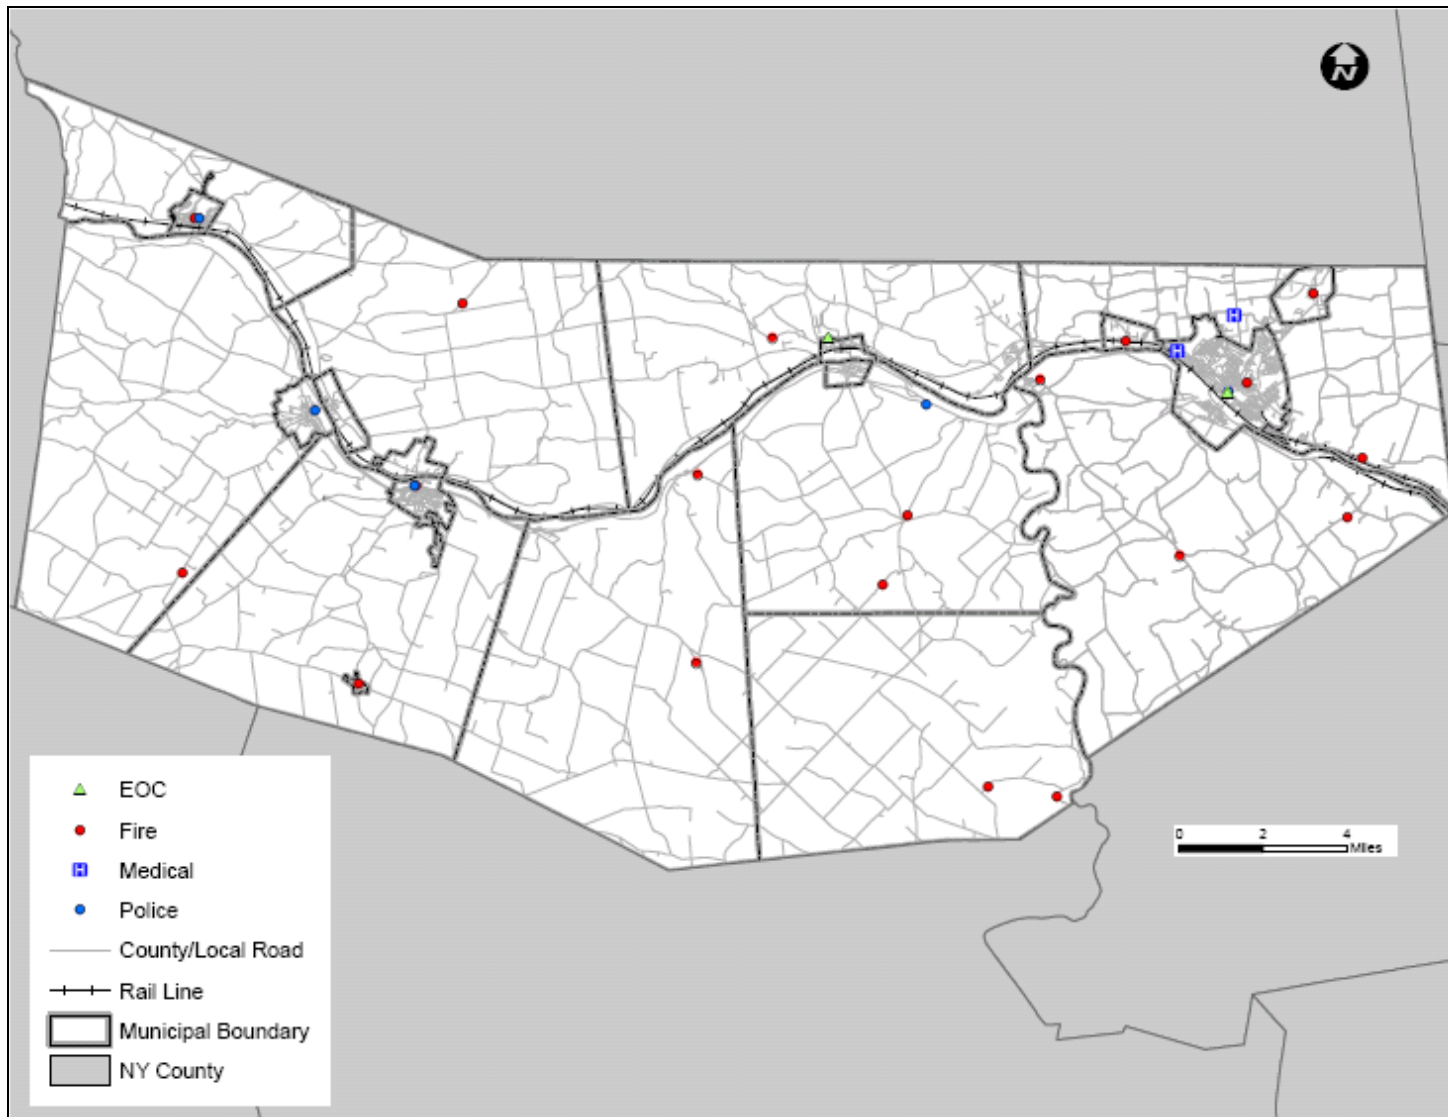 N
EOC
Fire
H Medical
Police
County/Local Road
Rail Line
Municipal Boundary
NY County
0 2 4
Miles
H
H